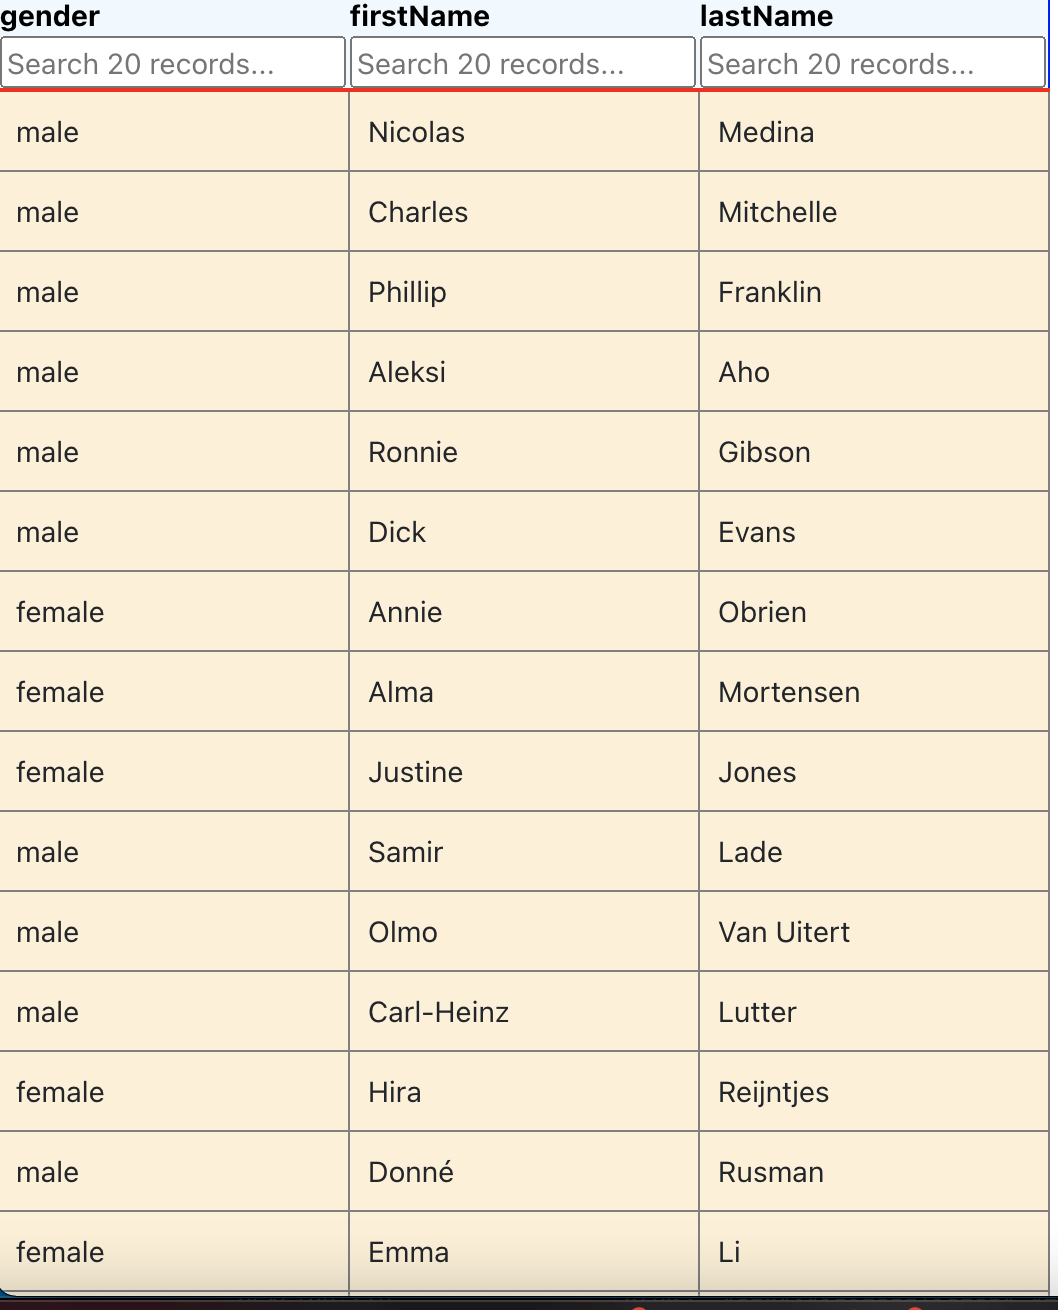 gender firstName lastName
Search 20 records... Search 20 records... Search 20 records...
male Nicolas Medina
male Charles Mitchelle
male Phillip Franklin
male Aleksi Aho
male Ronnie Gibson
male Dick Evans
female Annie Obrien
female Alma Mortensen
female Justine Jones
male Samir Lade
male Olmo Van Uitert
male Carl-Heinz Lutter
female Hira Reijntjes
male Donné Rusman
female Emma Li